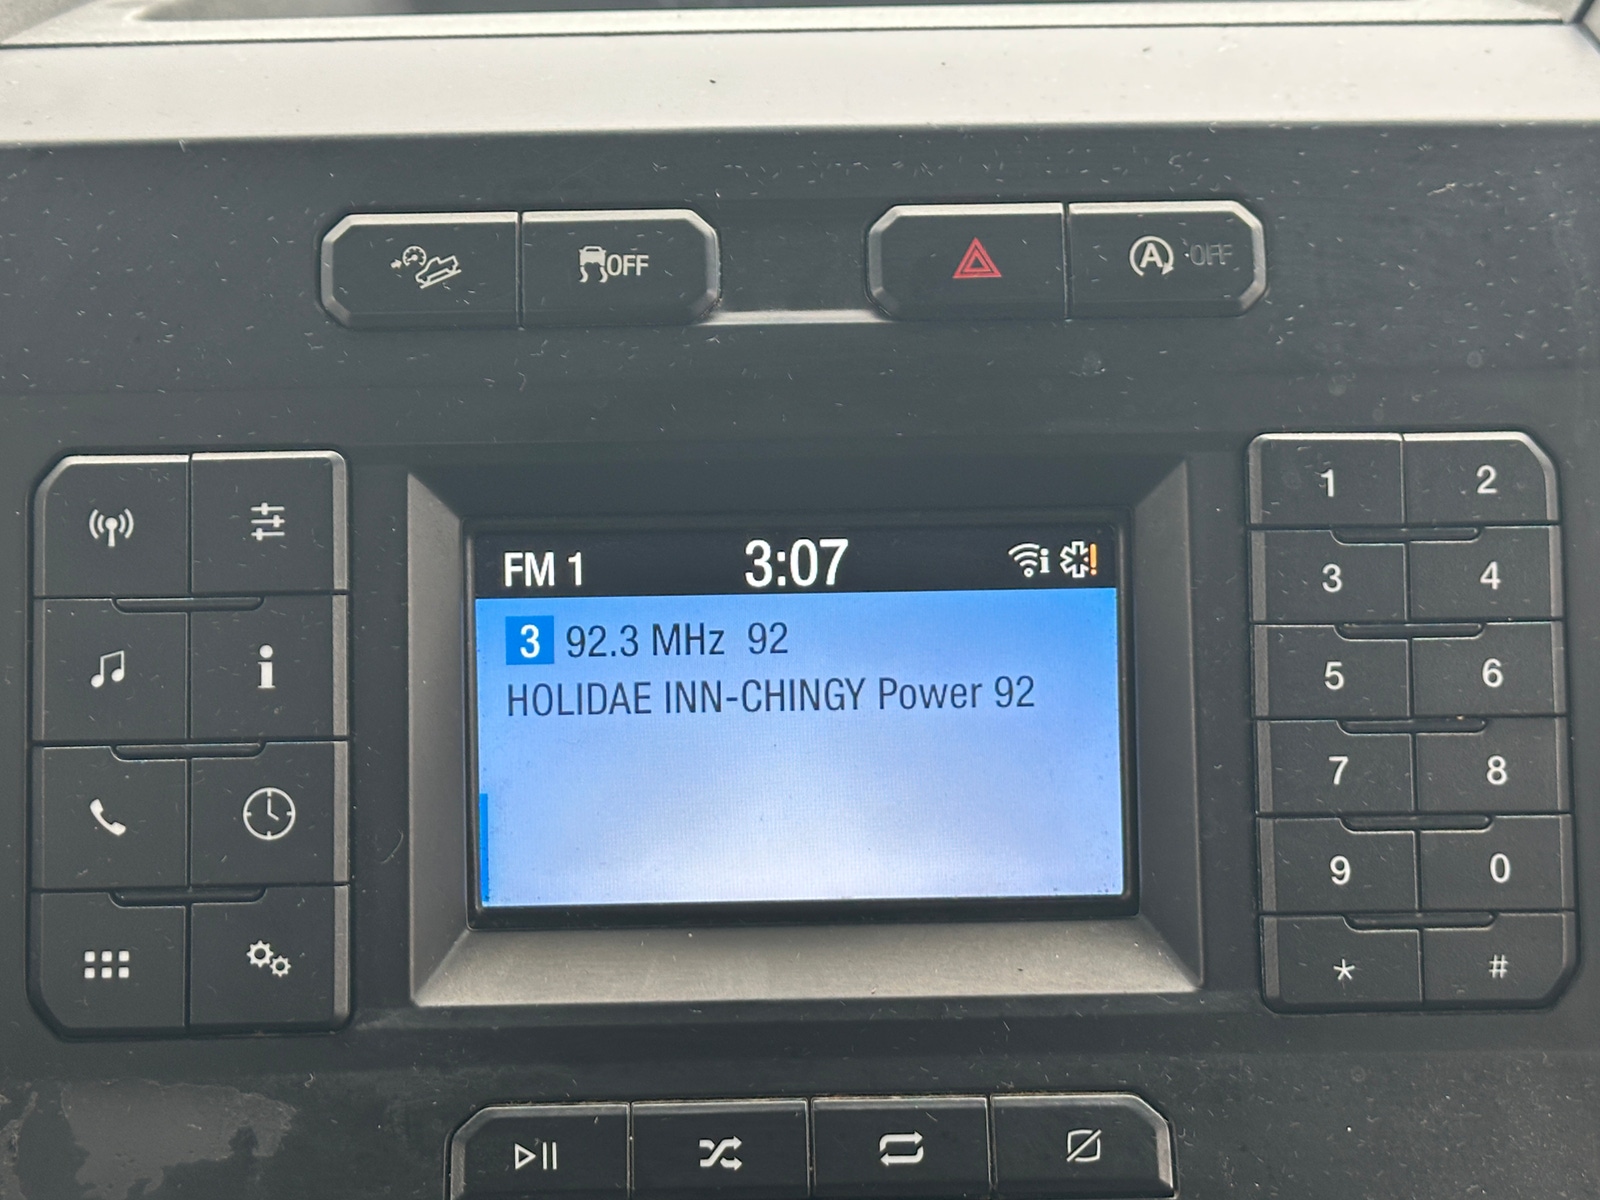 OFF
A OFF
FM 1 3:07
3 92.3 MHz 92
HOLIDAE INN-CHINGY Power 92
1 2
3 4
5 6
7 8
9 0
* #
i